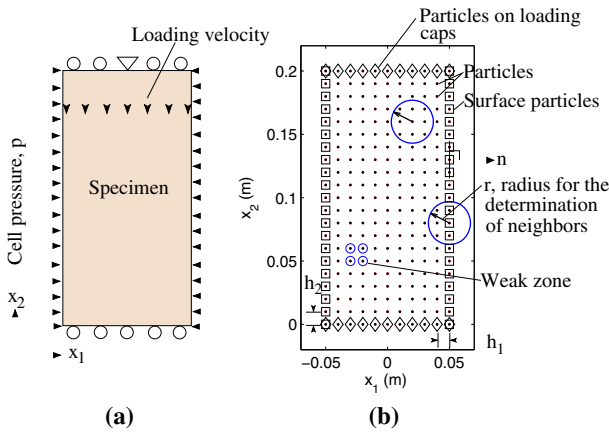 Loading velocity
Cell pressure, p
Specimen
x2
x1
(a)
Particles on loading
caps
Particles
Surface particles
n
r, radius for the
determination
of neighbors
Weak zone
h2
h1
x_2 (m)
0.2
0.15
0.1
0.05
0
−0.05
0
0.05
x_1 (m)
(b)